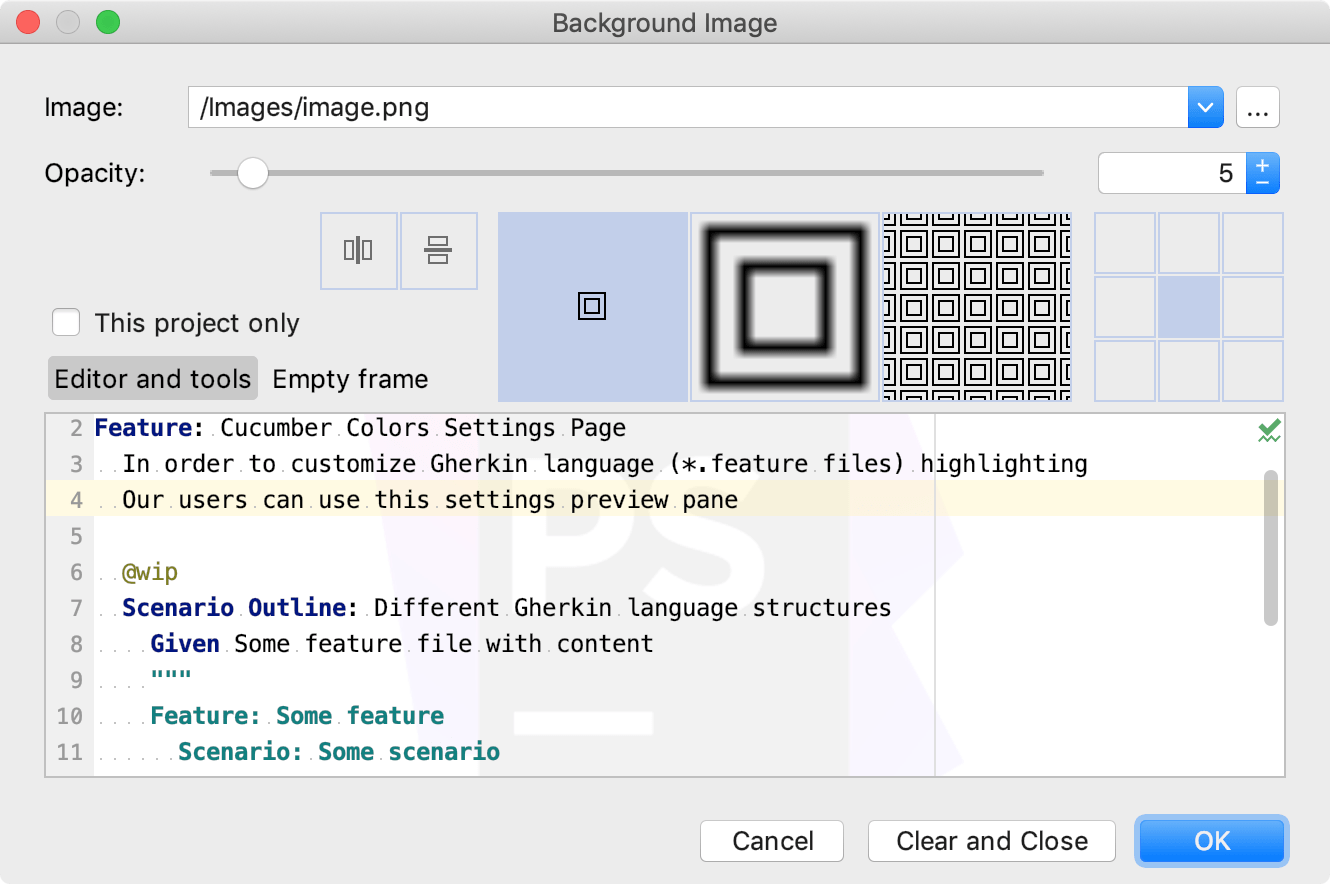 Background Image
Image: /Images/image.png ...
Opacity: 5
This project only
Editor and tools Empty frame
2 Feature: Cucumber Colors Settings Page
3 In order to customize Gherkin language (*.feature files) highlighting
4 Our users can use this settings preview pane
5
6 @wip
7 Scenario Outline: Different Gherkin language structures
8 Given Some feature file with content
9 """
10 Feature: Some feature
11 Scenario: Some scenario
PS
Cancel Clear and Close OK